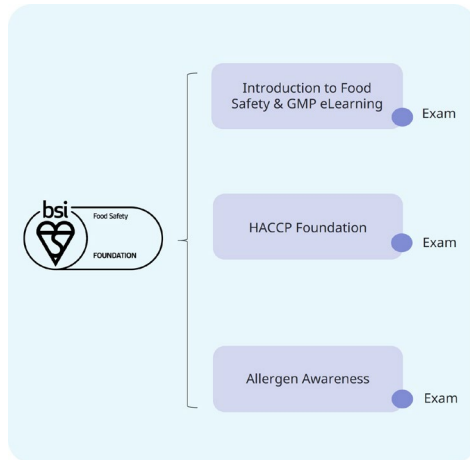 Introduction to Food
Safety & GMP eLearning
Exam
bsi
Food Safety
FOUNDATION
HACCP Foundation
Exam
Allergen Awareness
Exam